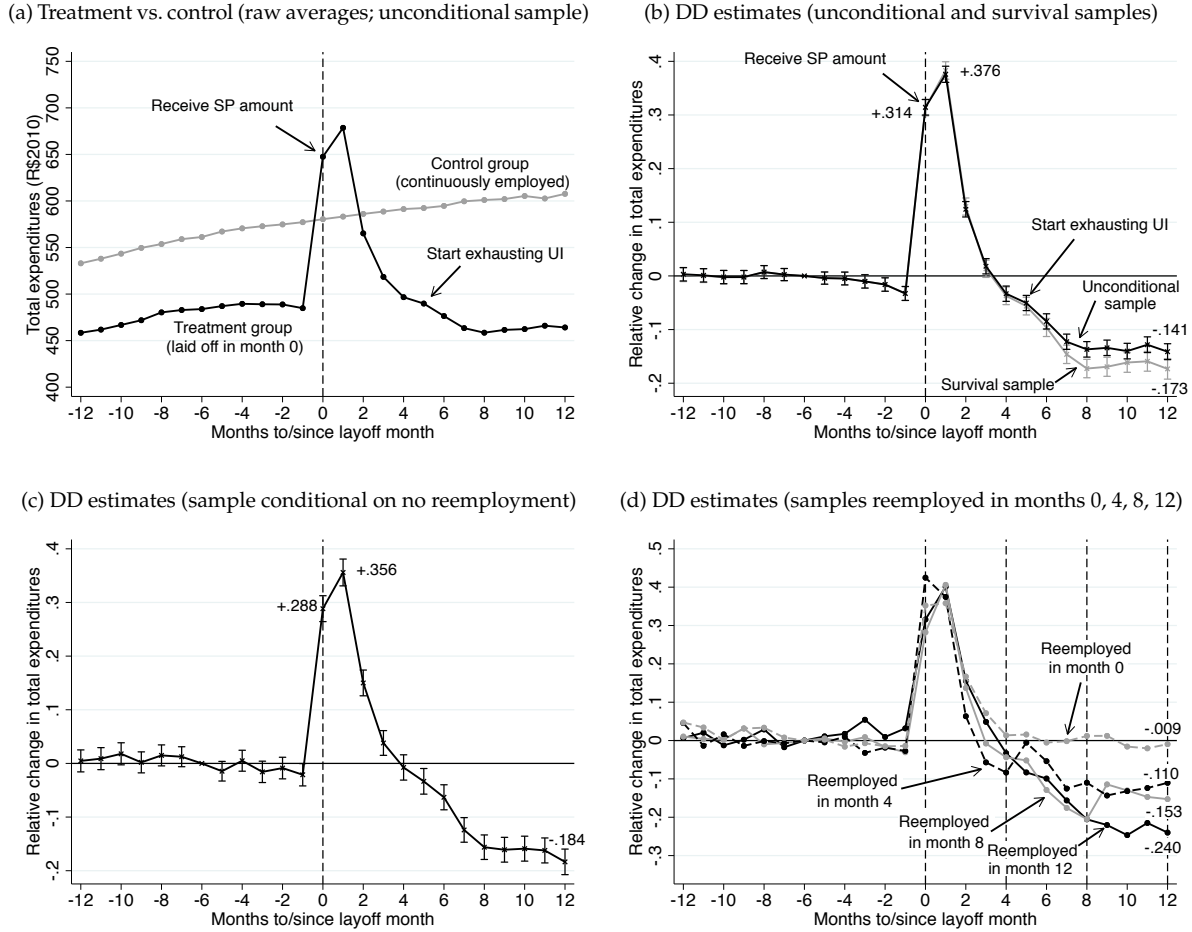 (a) Treatment vs. control (raw averages; unconditional sample)
Total expenditures (R$2010)
750
700
650
600
550
500
450
400
Receive SP amount
Control group
(continuously employed)
Start exhausting UI
Treatment group
(laid off in month 0)
-12 -10 -8 -6 -4 -2 0 2 4 6 8 10 12
Months to/since layoff month
(b) DD estimates (unconditional and survival samples)
Relative change in total expenditures
.4
.3
.2
.1
0
-.1
-.2
Receive SP amount
+.376
+.314
Start exhausting UI
Unconditional
sample
-.141
Survival sample
-.173
-12 -10 -8 -6 -4 -2 0 2 4 6 8 10 12
Months to/since layoff month
(c) DD estimates (sample conditional on no reemployment)
Relative change in total expenditures
.4
.3
.2
.1
0
-.1
-.2
+.356
+.288
-.184
-12 -10 -8 -6 -4 -2 0 2 4 6 8 10 12
Months to/since layoff month
(d) DD estimates (samples reemployed in months 0, 4, 8, 12)
Relative change in total expenditures
.5
.4
.3
.2
.1
0
-.1
-.2
-.3
Reemployed
in month 0
-.009
Reemployed
in month 4
-.110
Reemployed
in month 8
-.153
Reemployed
in month 12
-.240
-12 -10 -8 -6 -4 -2 0 2 4 6 8 10 12
Months to/since layoff month